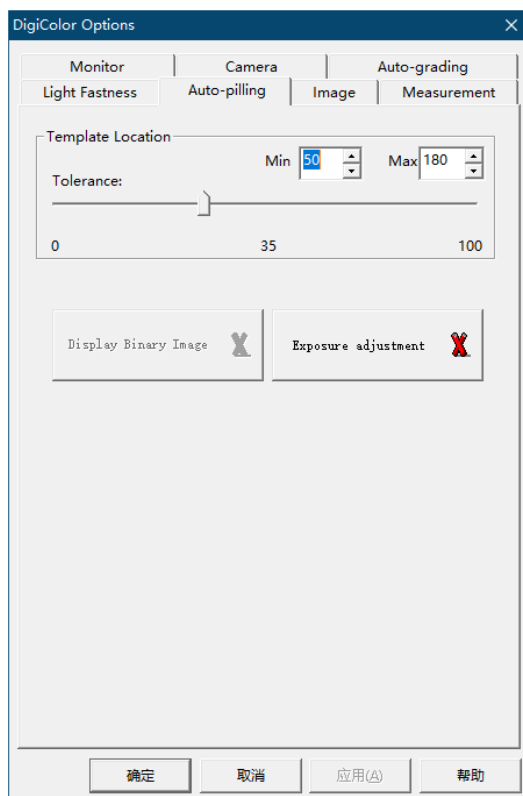 DigiColor Options
Monitor Camera Auto-grading
Light Fastness Auto-pilling Image Measurement
Template Location
Min 50 Max 180
Tolerance:
0 35 100
Display Binary Image Exposure adjustment
确定 取消 应用(A) 帮助